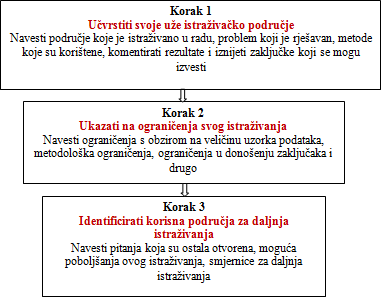 Korak 1
Učvrstiti svoje uže istraživačko područje
Navesti područje koje je istraživano u radu, problem koji je rješavan, metode
koje su korištene, komentirati rezultate i iznijeti zaključke koji se mogu
izvesti
Korak 2
Ukazati na ograničenja svog istraživanja
Navesti ograničenja s obzirom na veličinu uzorka podataka,
metodološka ograničenja, ograničenja u donošenju zaključaka i
drugo
Korak 3
Identificirati korisna područja za daljnja
istraživanja
Navesti pitanja koja su ostala otvorena, moguća
poboljšanja ovog istraživanja, smjernice za daljnja
istraživanja